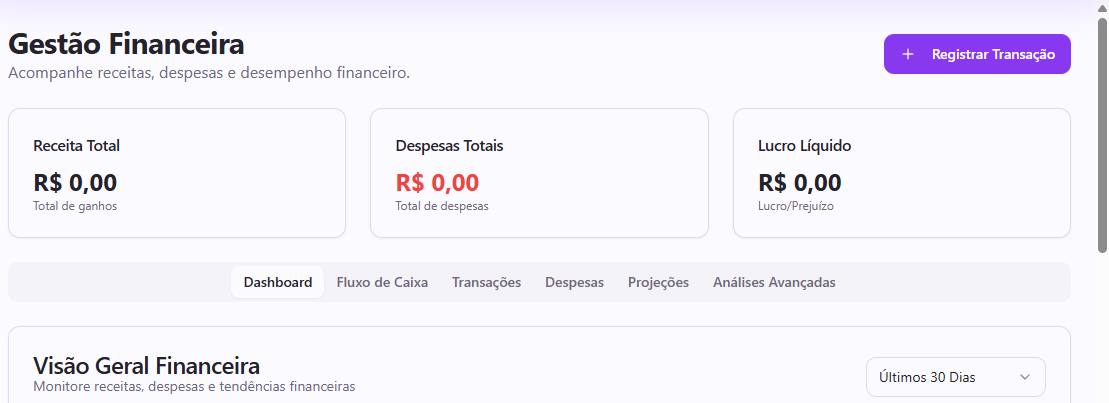 Gestão Financeira
Acompanhe receitas, despesas e desempenho financeiro.
Registrar Transação
Receita Total
R$ 0,00
Total de ganhos
Despesas Totais
R$ 0,00
Total de despesas
Lucro Líquido
R$ 0,00
Lucro/Prejuízo
Dashboard Fluxo de Caixa Transações Despesas Projeções Análises Avançadas
Visão Geral Financeira
Monitore receitas, despesas e tendências financeiras
Últimos 30 Dias